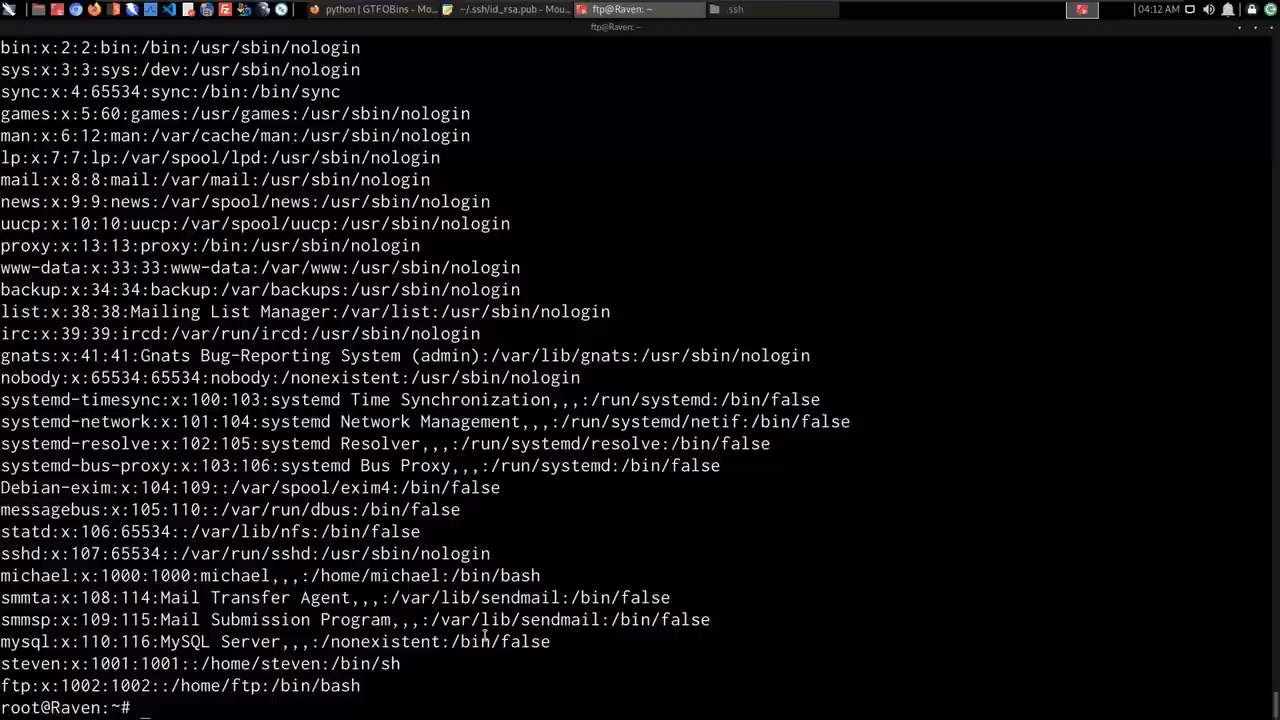 python | GTFOBins - Mo... ~/.ssh/id_rsa.pub - Mou... ftp@Raven: ~ .ssh 04:12 AM
ftp@Raven: ~
bin:x:2:2:bin:/bin:/usr/sbin/nologin
sys:x:3:3:sys:/dev:/usr/sbin/nologin
sync:x:4:65534:sync:/bin:/bin/sync
games:x:5:60:games:/usr/games:/usr/sbin/nologin
man:x:6:12:man:/var/cache/man:/usr/sbin/nologin
lp:x:7:7:lp:/var/spool/lpd:/usr/sbin/nologin
mail:x:8:8:mail:/var/mail:/usr/sbin/nologin
news:x:9:9:news:/var/spool/news:/usr/sbin/nologin
uucp:x:10:10:uucp:/var/spool/uucp:/usr/sbin/nologin
proxy:x:13:13:proxy:/bin:/usr/sbin/nologin
www-data:x:33:33:www-data:/var/www:/usr/sbin/nologin
backup:x:34:34:backup:/var/backups:/usr/sbin/nologin
list:x:38:38:Mailing List Manager:/var/list:/usr/sbin/nologin
irc:x:39:39:ircd:/var/run/ircd:/usr/sbin/nologin
gnats:x:41:41:Gnats Bug-Reporting System (admin):/var/lib/gnats:/usr/sbin/nologin
nobody:x:65534:65534:nobody:/nonexistent:/usr/sbin/nologin
systemd-timesync:x:100:103:systemd Time Synchronization,,,:/run/systemd:/bin/false
systemd-network:x:101:104:systemd Network Management,,,:/run/systemd/netif:/bin/false
systemd-resolve:x:102:105:systemd Resolver,,,:/run/systemd/resolve:/bin/false
systemd-bus-proxy:x:103:106:systemd Bus Proxy,,,:/run/systemd:/bin/false
Debian-exim:x:104:109::/var/spool/exim4:/bin/false
messagebus:x:105:110::/var/run/dbus:/bin/false
statd:x:106:65534::/var/lib/nfs:/bin/false
sshd:x:107:65534::/var/run/sshd:/usr/sbin/nologin
michael:x:1000:1000:michael,,,:/home/michael:/bin/bash
smmta:x:108:114:Mail Transfer Agent,,,:/var/lib/sendmail:/bin/false
smmsp:x:109:115:Mail Submission Program,,,:/var/lib/sendmail:/bin/false
mysql:x:110:116:MySQL Server,,,:/nonexistent:/bin/false
steven:x:1001:1001::/home/steven:/bin/sh
ftp:x:1002:1002::/home/ftp:/bin/bash
root@Raven:~# _